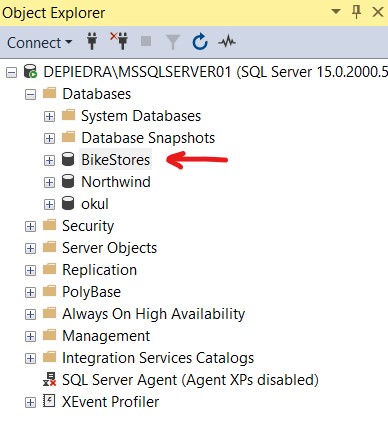 Object Explorer
Connect
DEPIEDRA\MSSQLSERVER01 (SQL Server 15.0.2000.5
Databases
System Databases
Database Snapshots
BikeStores
Northwind
okul
Security
Server Objects
Replication
PolyBase
Always On High Availability
Management
Integration Services Catalogs
SQL Server Agent (Agent XPs disabled)
XEvent Profiler